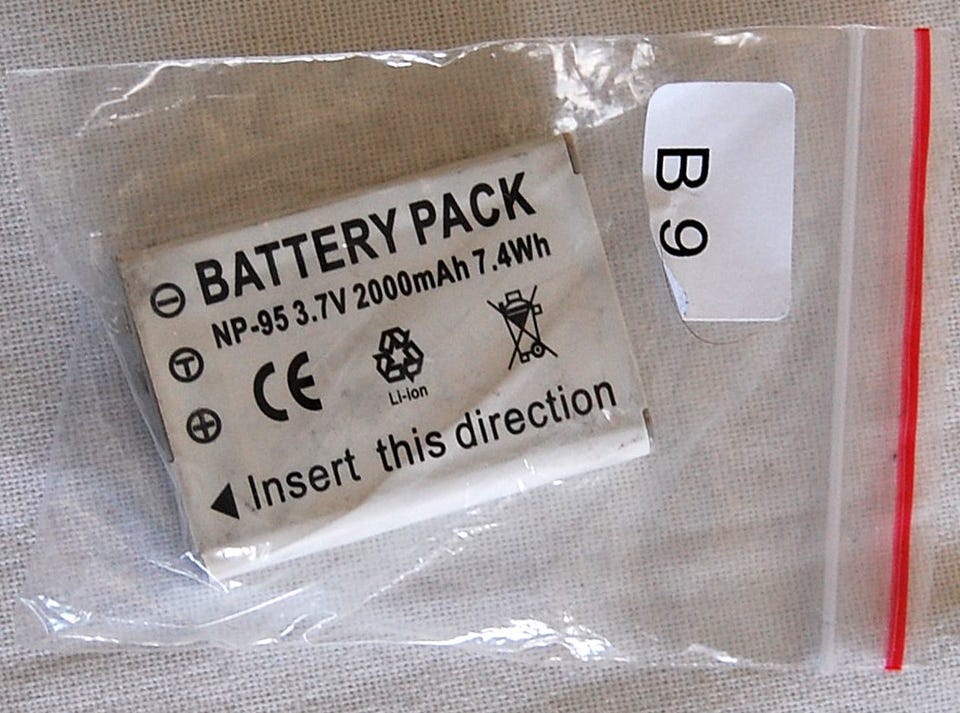 BATTERY PACK
NP-95 3.7V 2000mAh 7.4Wh
T
CE
Li-ion
Insert this direction
B 9